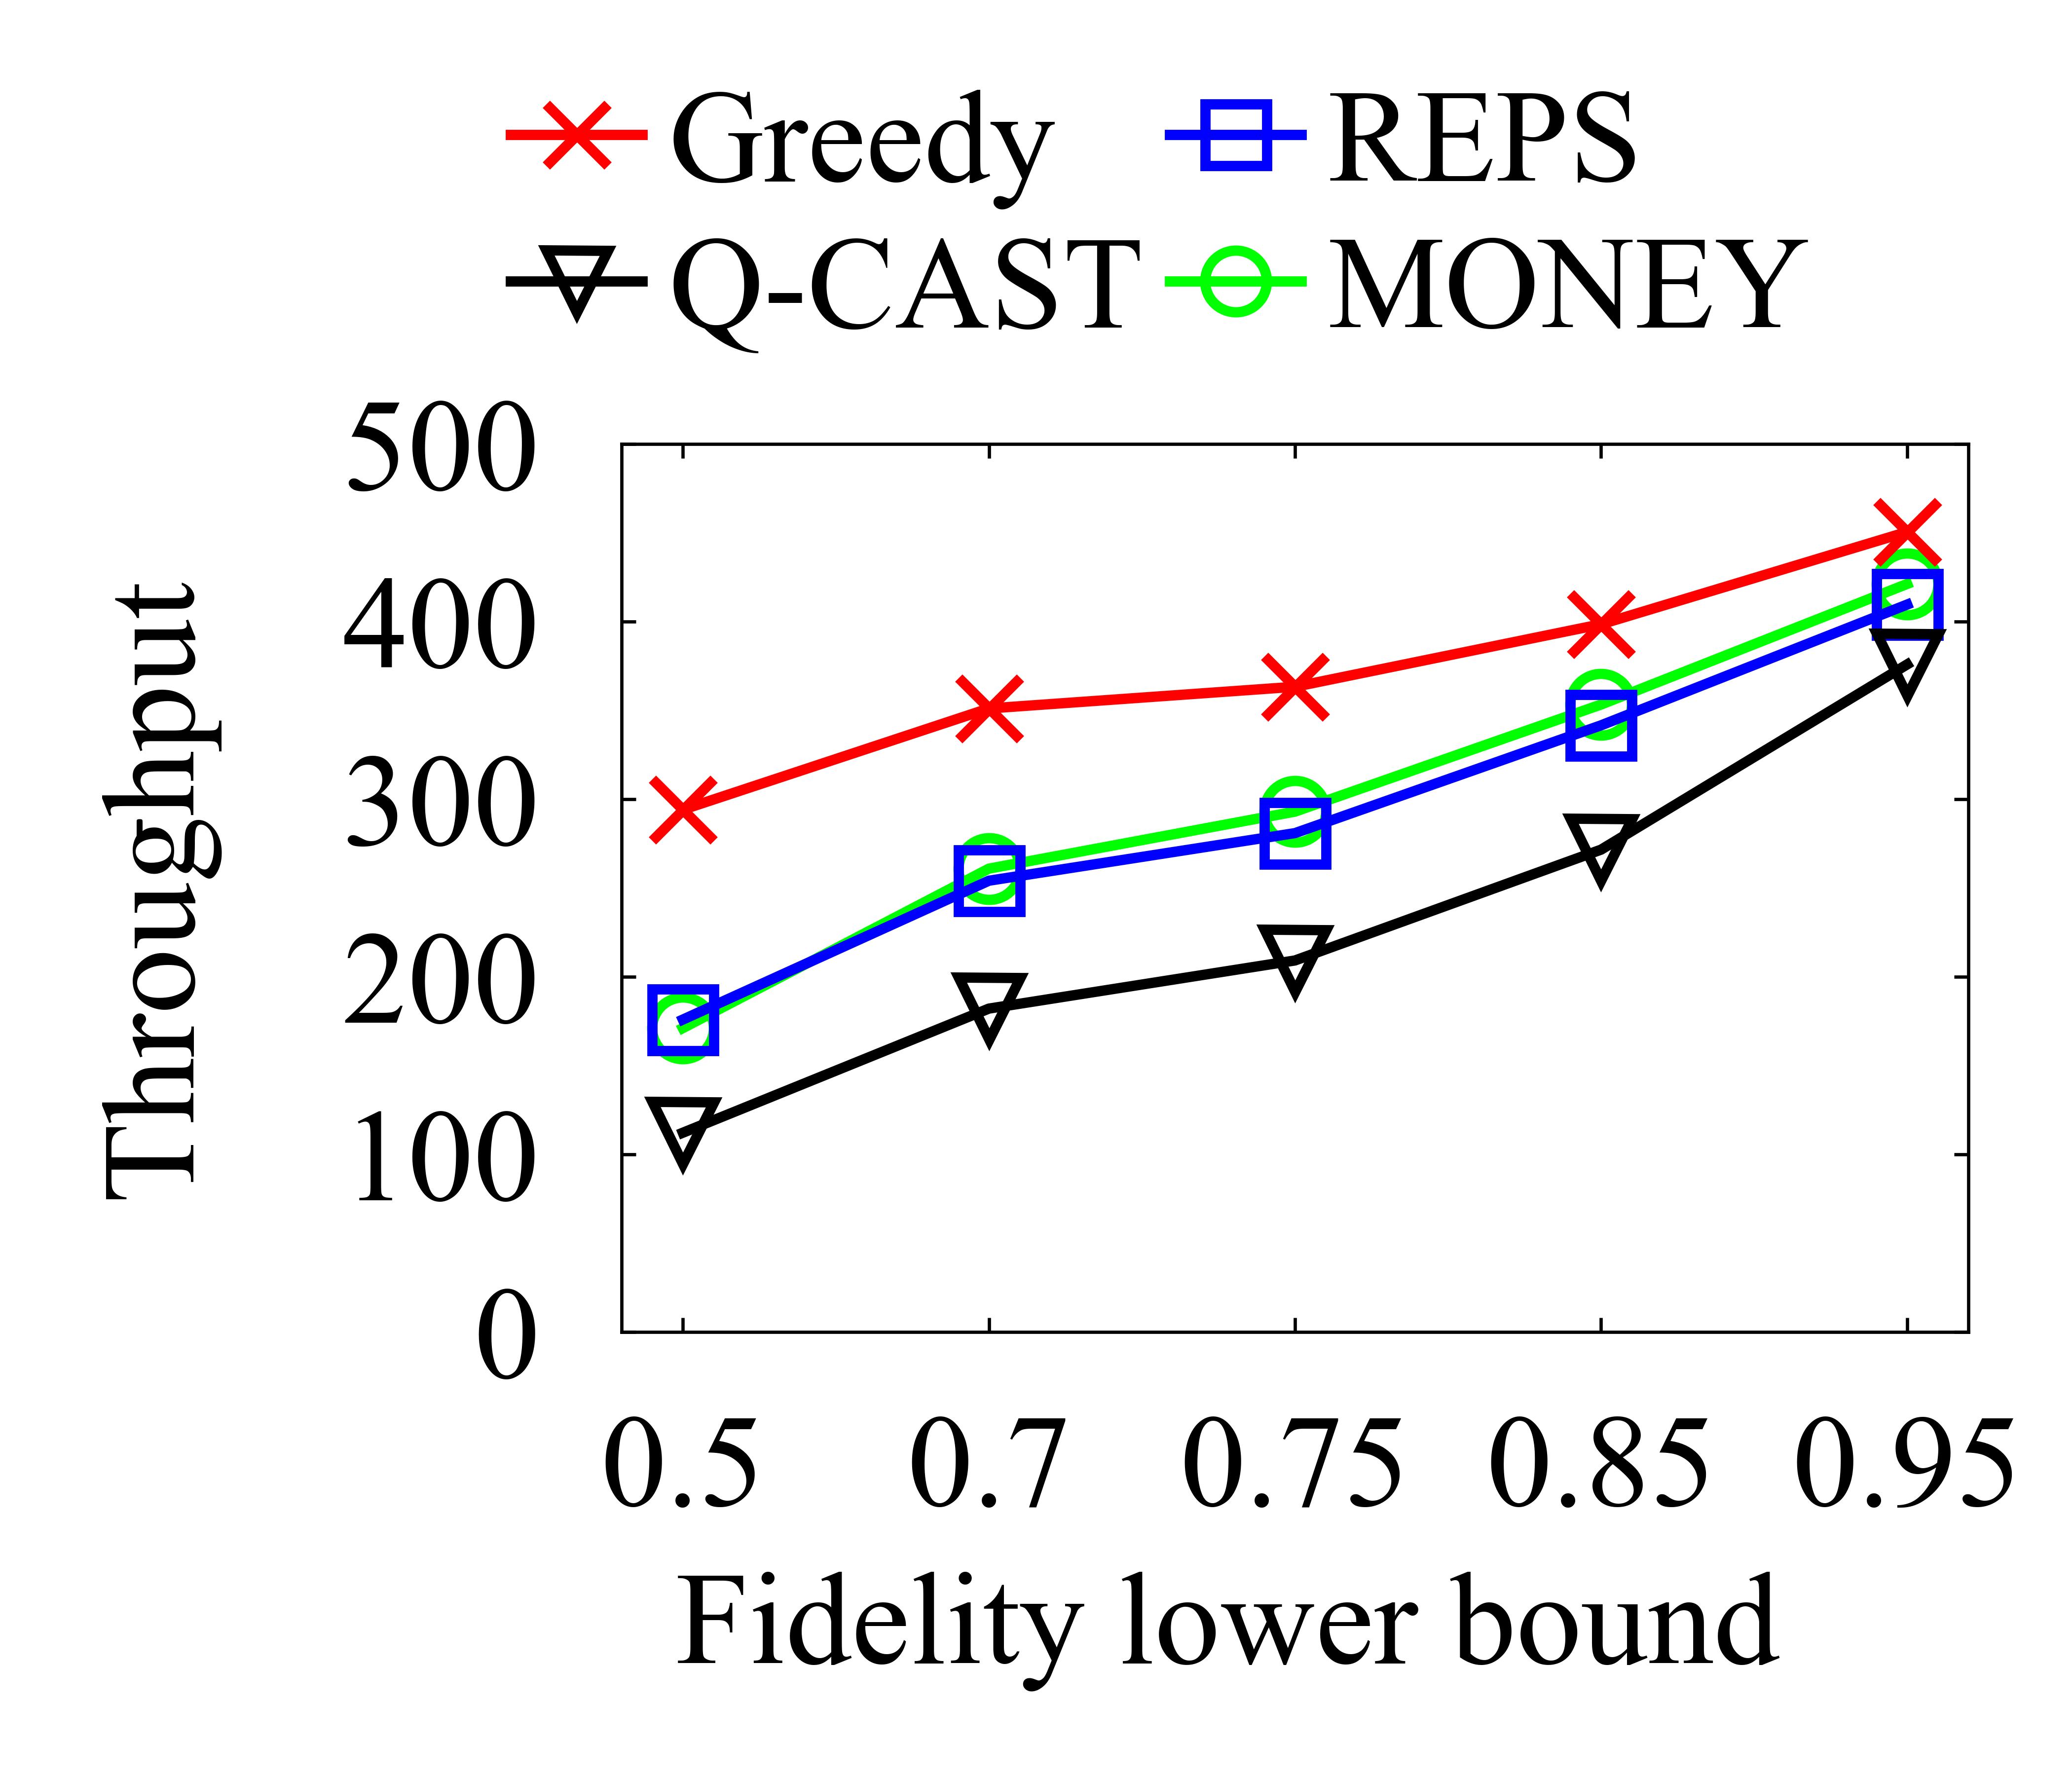 Greedy REPS
Q-CAST MONEY
500
400
300
200
100
0
Throughput
0.5 0.7 0.75 0.85 0.95
Fidelity lower bound